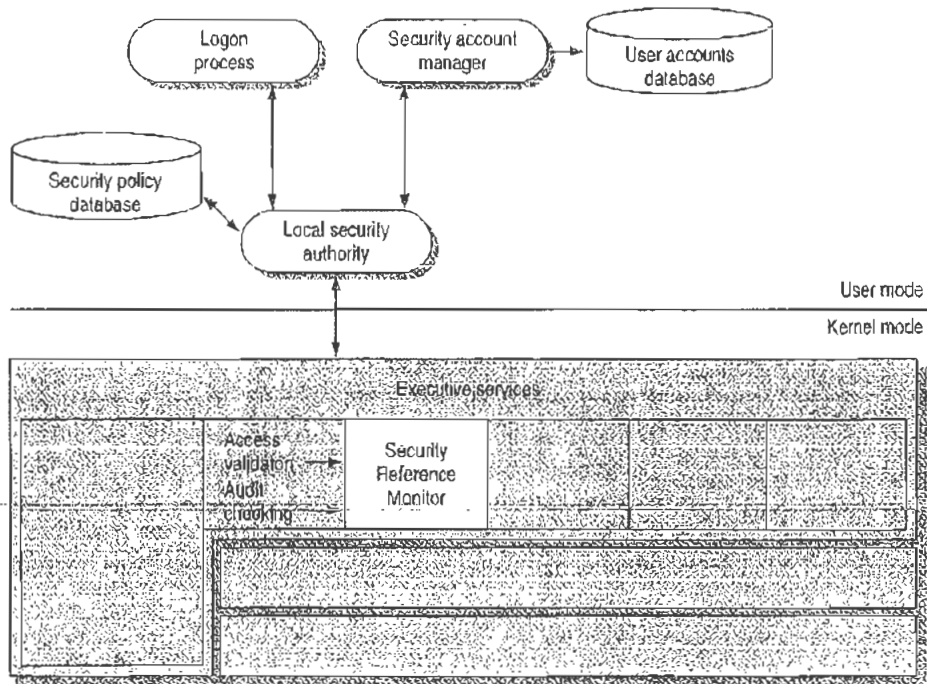 Logon
process
Security account
manager
User accounts
database
Security policy
database
Local security
authority
User mode
Kernel mode
Executive services
Access
validation
Audit
checking
Security
Reference
Monitor